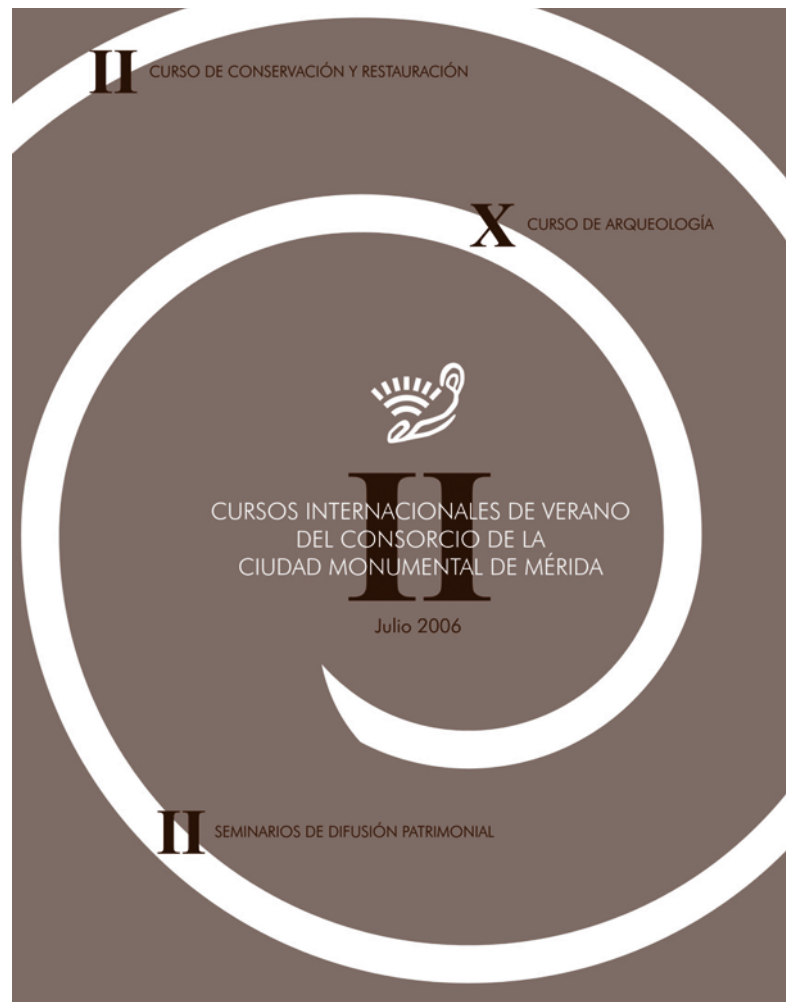 II CURSO DE CONSERVACIÓN Y RESTAURACIÓN
X CURSO DE ARQUEOLOGÍA
II
CURSOS INTERNACIONALES DE VERANO
DEL CONSORCIO DE LA
CIUDAD MONUMENTAL DE MÉRIDA
Julio 2006
II SEMINARIOS DE DIFUSIÓN PATRIMONIAL